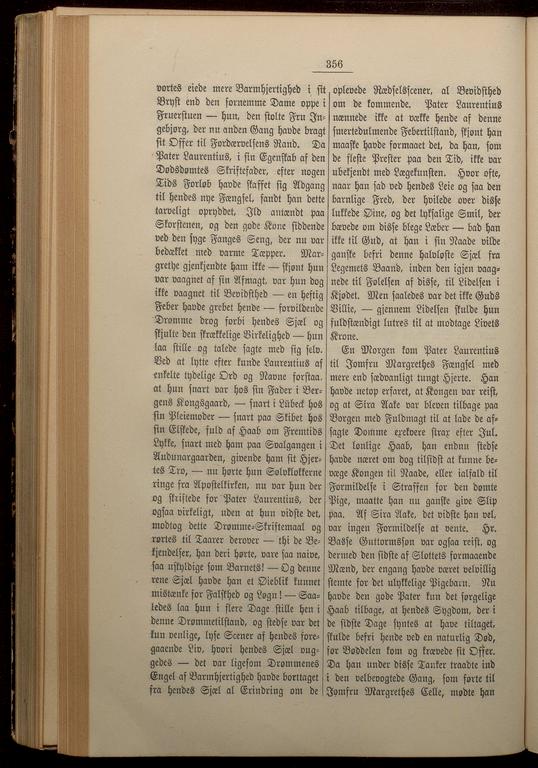 356
vortes eiede mere Barmhjertighed i sit
Bryst end den fornemme Dame oppe i
Fruerstuen — hun, den stolte Fru In-
gebjørg, der nu anden Gang havde bragt
sit Offer til Fordærvelsens Rand. Da
Pater Laurentius, i sin Egenskab af den
Dødsdømtes Skriftefader, efter nogen
Tids Forløb havde skaffet sig Adgang
til hendes nye Fængsel, fandt han dette
tarveligt opryddet, Ild antændt paa
Skorstenen, og den gode Kone siddende
ved den syge Fanges Seng, der nu var
bedækket med varme Tæpper. Mar-
grethe gjenkjendte ham ikke — skjønt hun
var vaagnet af sin Afmagt, var hun dog
ikke vaagnet til Bevidsthed — en heftig
Feber havde grebet hende — forvildende
Drømme drog forbi hendes Sjæl og
skjulte den skrækkelige Virkelighed — hun
laa stille og talede sagte med sig selv.
Ved at lytte efter kunde Laurentius af
enkelte tydelige Ord og Navne forstaa,
at hun snart var hos sin Fader i Ber-
gens Kongsgaard, — snart i Lübeck hos
sin Pleiemoder — snart paa Skibet hos
sin Elskede, fuld af Haab om Fremtids
Lykke, snart med ham paa Svalgangen i
Audunargaarden, givende ham sit Hjer-
tes Tro, — nu hørte hun Sølvklokkerne
ringe fra Apostelkirken, nu var hun der
og skriftede for Pater Laurentius, der
ogsaa virkeligt, uden at hun vidste det,
modtog dette Drømme-Skriftemaal og
rørtes til Taarer derover — thi de Be-
kjendelser, han deri hørte, vare saa naive,
saa uskyldige som Barnets! — Og denne
rene Sjæl havde en Øieblik kunnet
mistænke for Falskhed og Løgn! — Saa-
ledes laa hun i flere Dage stille hen i
denne Drømmetilstand, og stedse var det
kun venlige, lyse Scener af hendes fore-
gaaende Liv, hvori hendes Sjæl vug-
gedes — det var ligesom Drømmenes
Engel af Barmhjertighed havde borttaget
fra hendes Sjæl al Erindring om de
oplevede Rædselsscener, al Bevidsthed
om de kommende. Pater Laurentius
nænnede ikke at vække hende af denne
smertedulmende Febertilstand, skjønt han
maaske havde formaaet det, da han, som
de fleste Prester paa den Tid, ikke var
ubekjendt med Lægekunsten. Hvor ofte,
naar han sad ved hendes Leie og saa den
barnlige Fred, der hvilede over disse
lukkede Øine, og det lyksalige Smil, der
bævede om disse blege Læber — bad han
ikke til Gud, at han i sin Naade vilde
ganske befri denne halvløste Sjæl fra
Legemets Baand, inden den igjen vaag-
nede til Følelsen af disse, til Lidelsen i
Kjødet. Men saaledes var det ikke Guds
Villie, — gjennem Lidelsen skulde hun
fuldstændigt lutres til at modtage Livets
Krone.
En Morgen kom Pater Laurentius
til Jomfru Margrethes Fængsel med
mere end sædvanligt tungt Hjerte. Han
havde netop erfaret, at Kongen var reist,
og at Sira Aake var bleven tilbage paa
Borgen med Fuldmagt til at lade de af-
sagte Domme exekvere strax efter Jul.
Det lønlige Haab, han endnu stedse
havde næret om dog tilsidst at kunne be-
væge Kongen til Naade, eller ialfald til
Formildelse i Straffen for den dømte
Pige, maatte han nu ganske give Slip
paa. Af Sira Aake, det vidste han vel,
var ingen Formildelse at vente. Hr.
Basse Guttormssøn var ogsaa reist, og
dermed den sidste af Slottets formaaende
Mænd, der engang havde været velvillig
stemte for det ulykkelige Pigebarn. Nu
havde den gode Pater kun det sørgelige
Haab tilbage, at hendes Sygdom, der i
de sidste Dage syntes at have tiltaget,
skulde befri hende ved en naturlig Død,
før Bøddelen kom og krævede sit Offer.
Da han under disse Tanker traadte ind
i den velbevogtede Gang, som førte til
Jomfru Margrethes Celle, mødte han